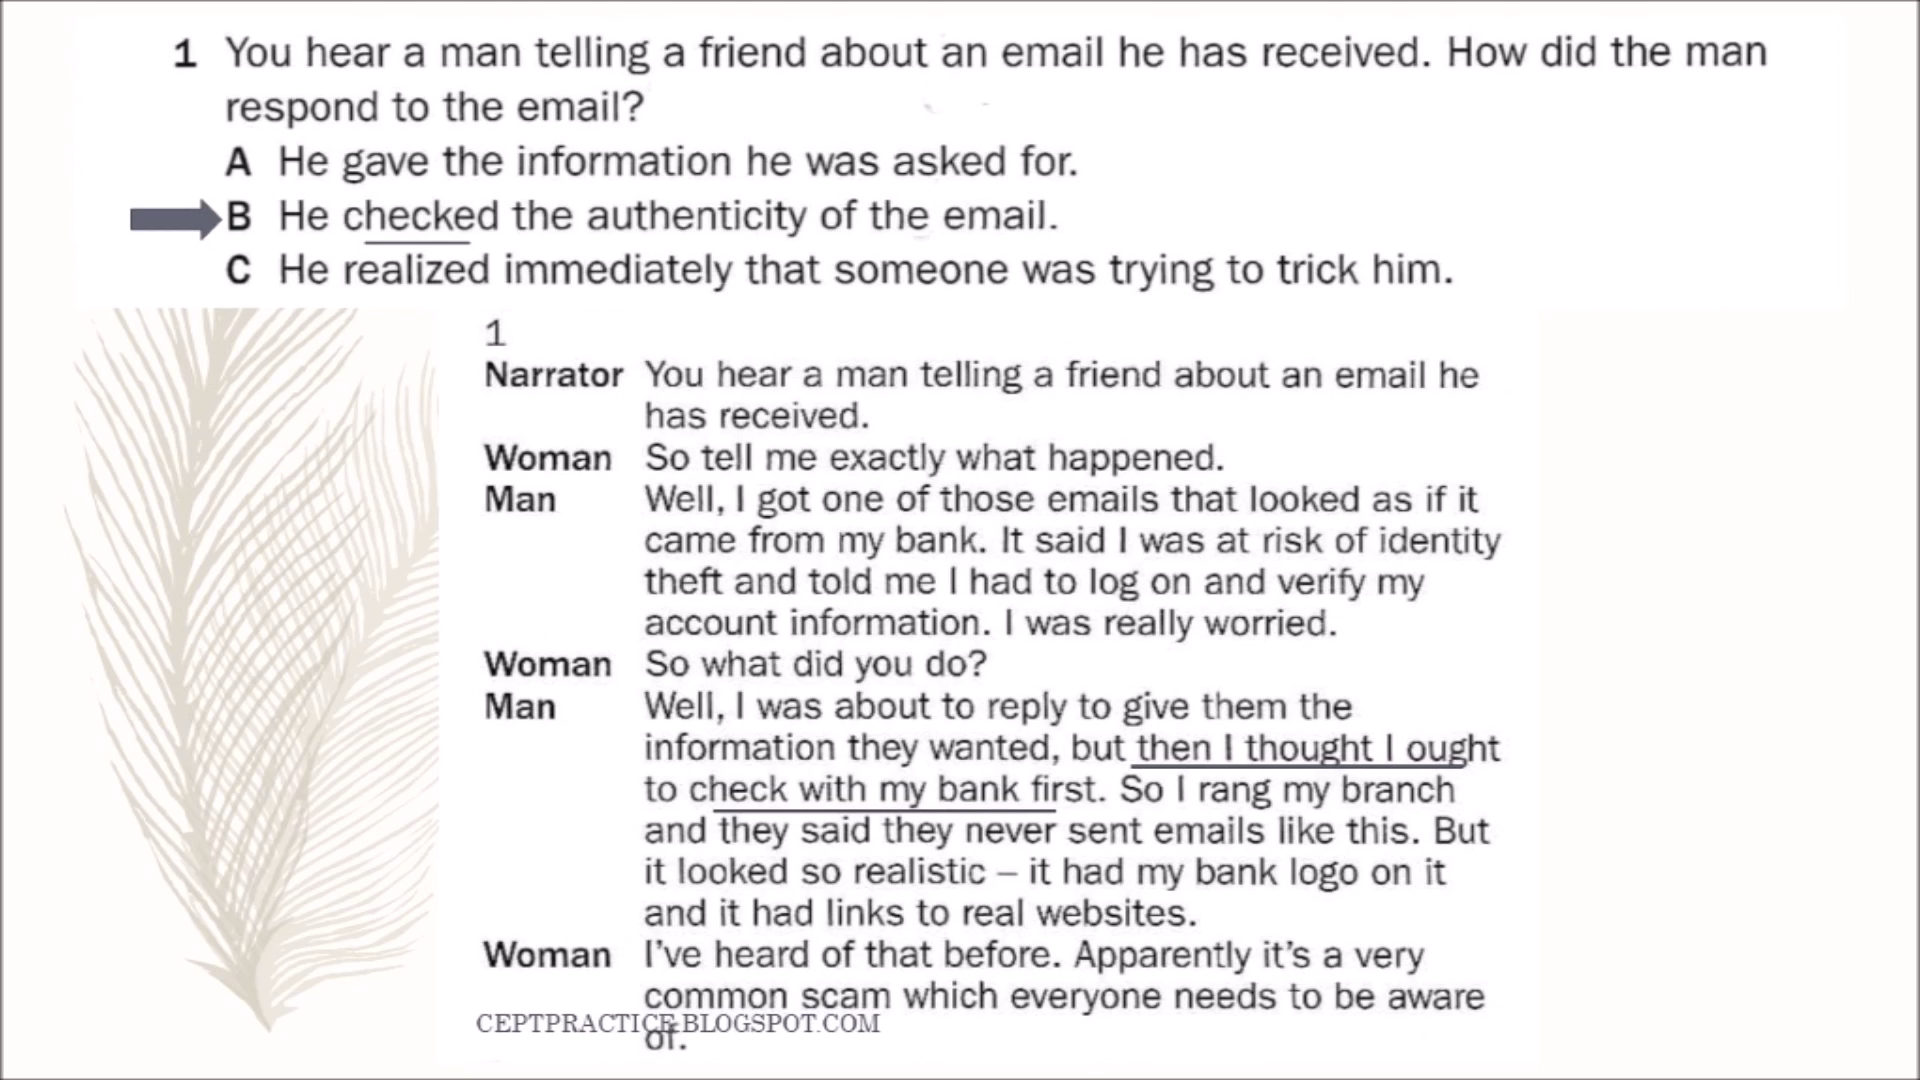 1 You hear a man telling a friend about an email he has received. How did the man
respond to the email?
A He gave the information he was asked for.
B He checked the authenticity of the email.
C He realized immediately that someone was trying to trick him.
1
Narrator You hear a man telling a friend about an email he
has received.
Woman So tell me exactly what happened.
Man Well, I got one of those emails that looked as if it
came from my bank. It said I was at risk of identity
theft and told me I had to log on and verify my
account information. I was really worried.
Woman So what did you do?
Man Well, I was about to reply to give them the
information they wanted, but then I thought I ought
to check with my bank first. So I rang my branch
and they said they never sent emails like this. But
it looked so realistic – it had my bank logo on it
and it had links to real websites.
Woman I've heard of that before. Apparently it's a very
common scam which everyone needs to be aware
of.
CEPTPRACTICE.BLOGSPOT.COM